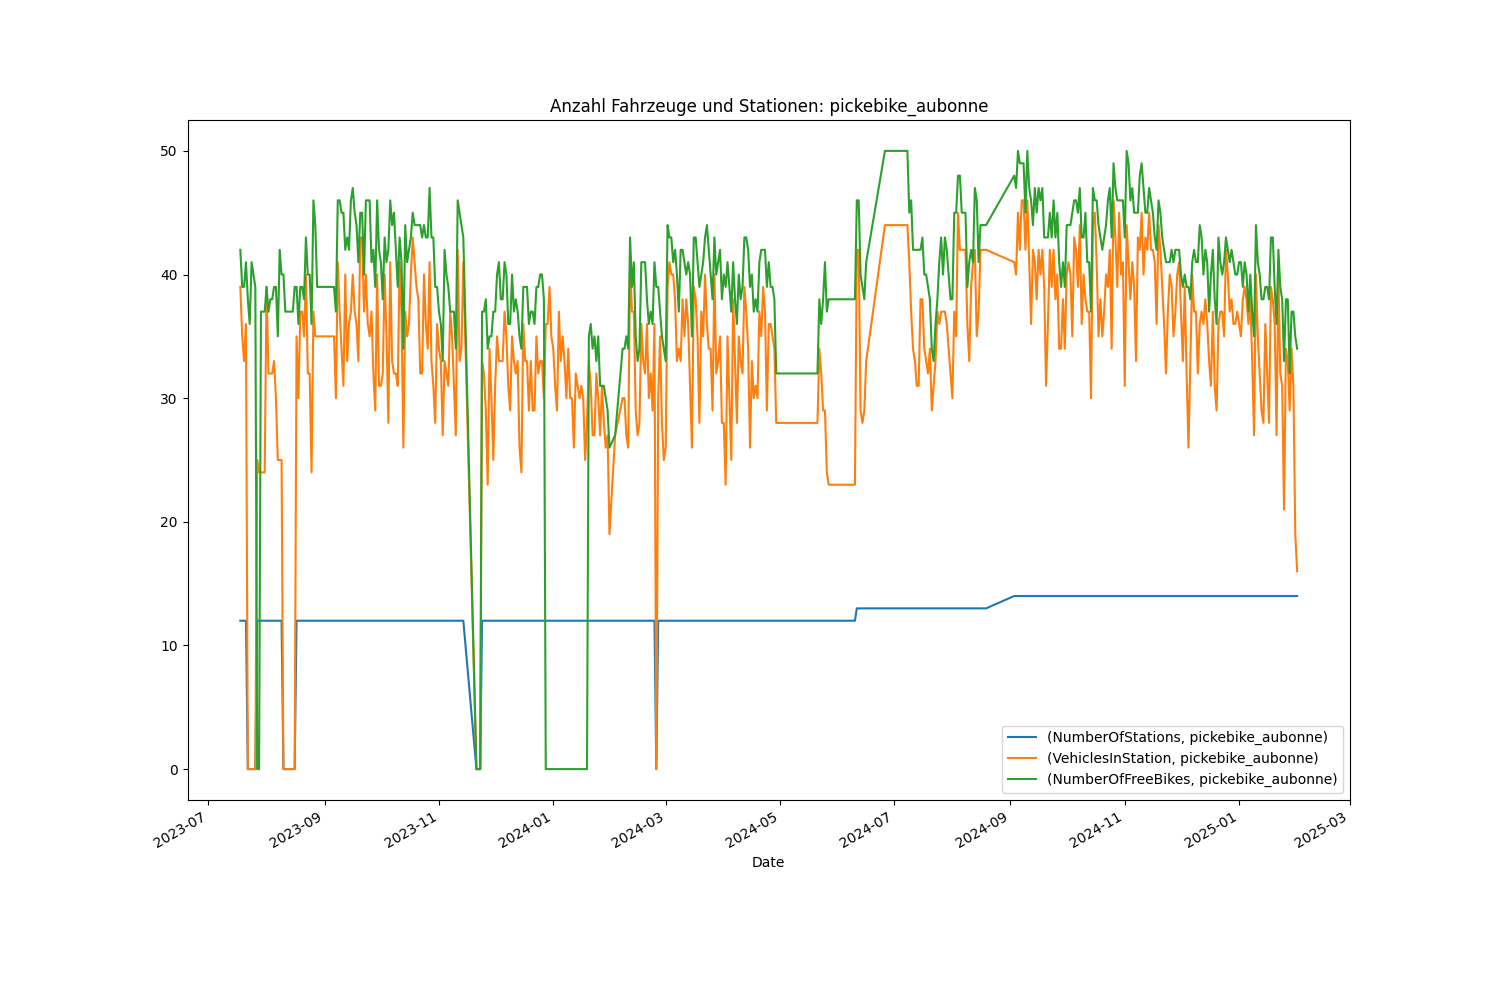 Anzahl Fahrzeuge und Stationen: pickebike_aubonne
50
40
30
20
10
0
(NumberOfStations, pickebike_aubonne)
(VehiclesInStation, pickebike_aubonne)
(NumberOfFreeBikes, pickebike_aubonne)
2023-07 2023-09 2023-11 2024-01 2024-03 2024-05 2024-07 2024-09 2024-11 2025-01 2025-03
Date